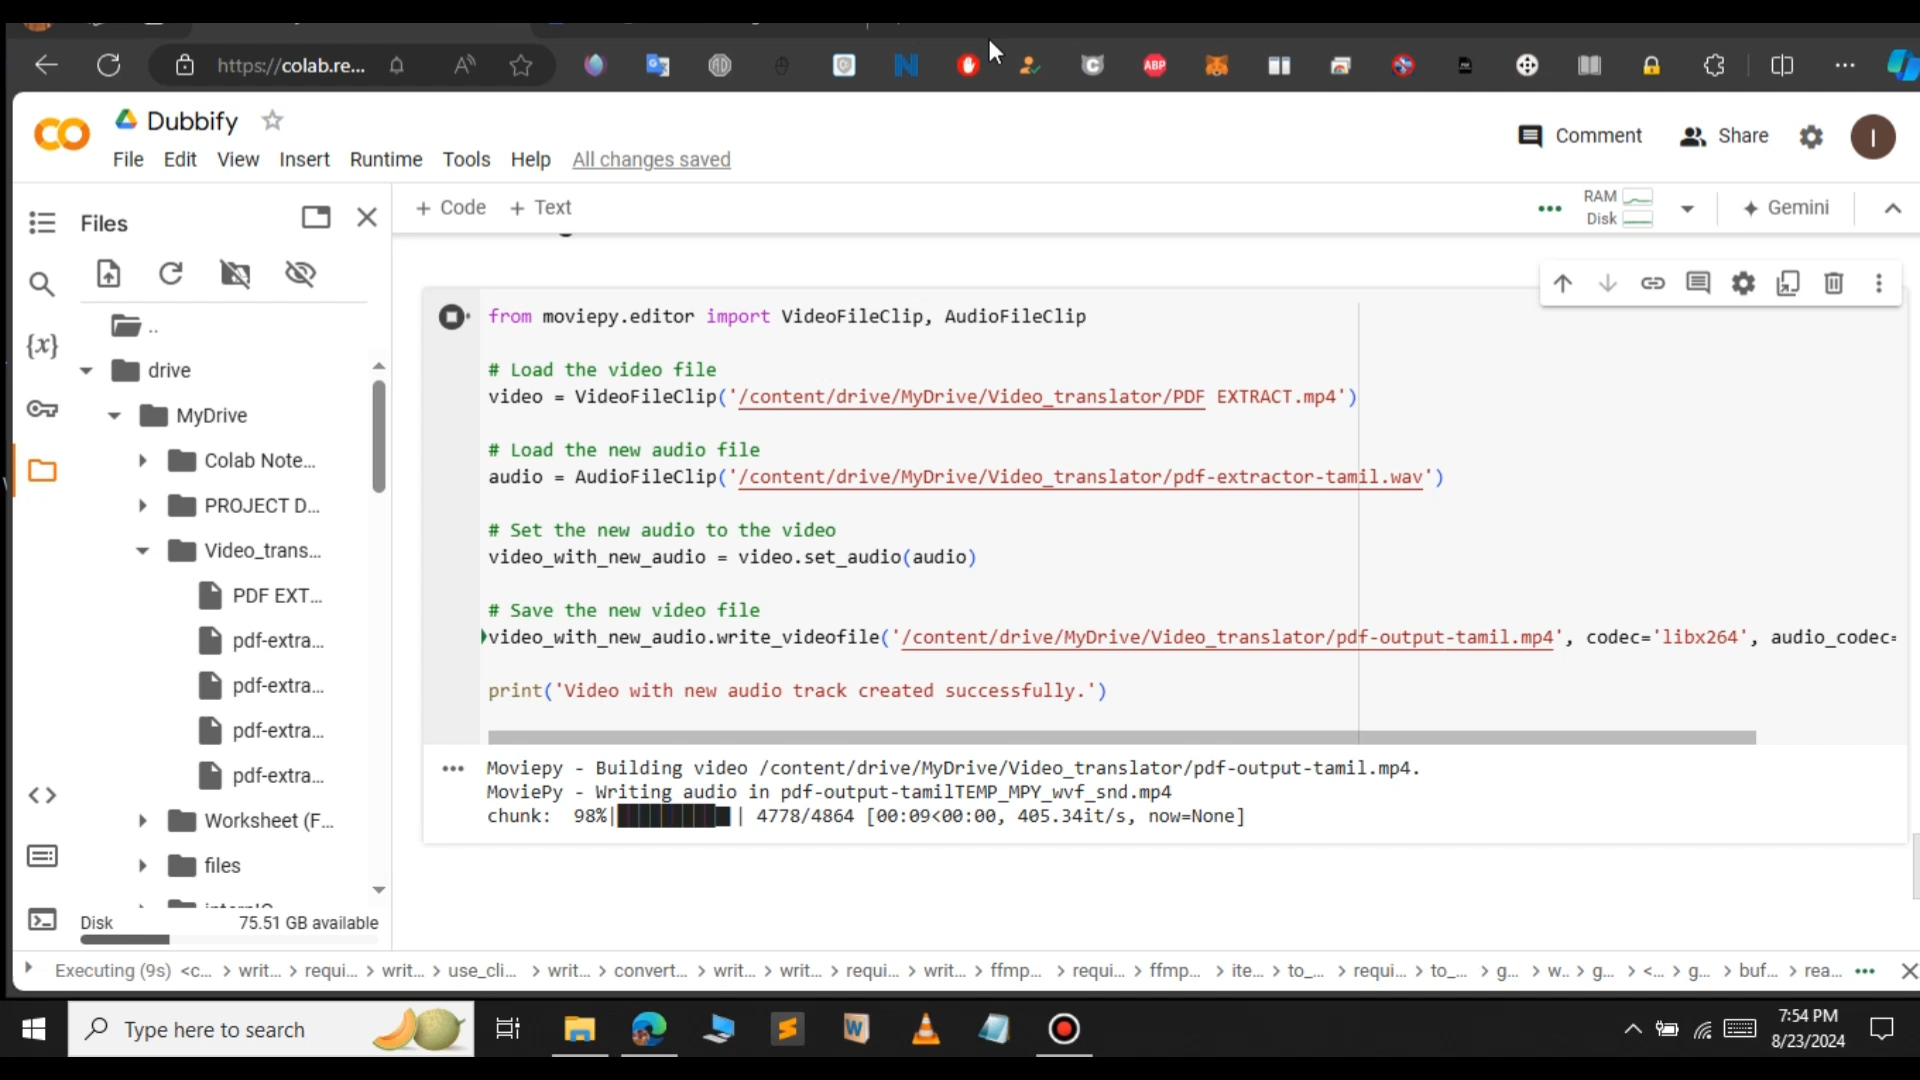 https://colab.re...
Dubbify
File Edit View Insert Runtime Tools Help All changes saved
Comment Share
Files
+ Code + Text
RAM
Disk
Gemini
..
drive
MyDrive
Colab Note...
PROJECT D...
Video_trans...
PDF EXT...
pdf-extra...
pdf-extra...
pdf-extra...
pdf-extra...
Worksheet (F...
files
Disk 75.51 GB available
from moviepy.editor import VideoFileClip, AudioFileClip
# Load the video file
video = VideoFileClip('/content/drive/MyDrive/Video_translator/PDF EXTRACT.mp4')
# Load the new audio file
audio = AudioFileClip('/content/drive/MyDrive/Video_translator/pdf-extractor-tamil.wav')
# Set the new audio to the video
video_with_new_audio = video.set_audio(audio)
# Save the new video file
video_with_new_audio.write_videofile('/content/drive/MyDrive/Video_translator/pdf-output-tamil.mp4', codec='libx264', audio_codec=
print('Video with new audio track created successfully.')
Moviepy - Building video /content/drive/MyDrive/Video_translator/pdf-output-tamil.mp4.
MoviePy - Writing audio in pdf-output-tamilTEMP_MPY_wvf_snd.mp4
chunk: 98%| | 4778/4864 [00:09<00:00, 405.34it/s, now=None]
Executing (9s) <c... > writ... > requi... > writ... > use_cli... > writ... > convert... > writ... > writ... > requi... > writ... > ffmp... > requi... > ffmp... > ite... > to_... > requi... > to_... > g... > w.. > g... > <... > g... > buf... > rea...
Type here to search
7:54 PM
8/23/2024